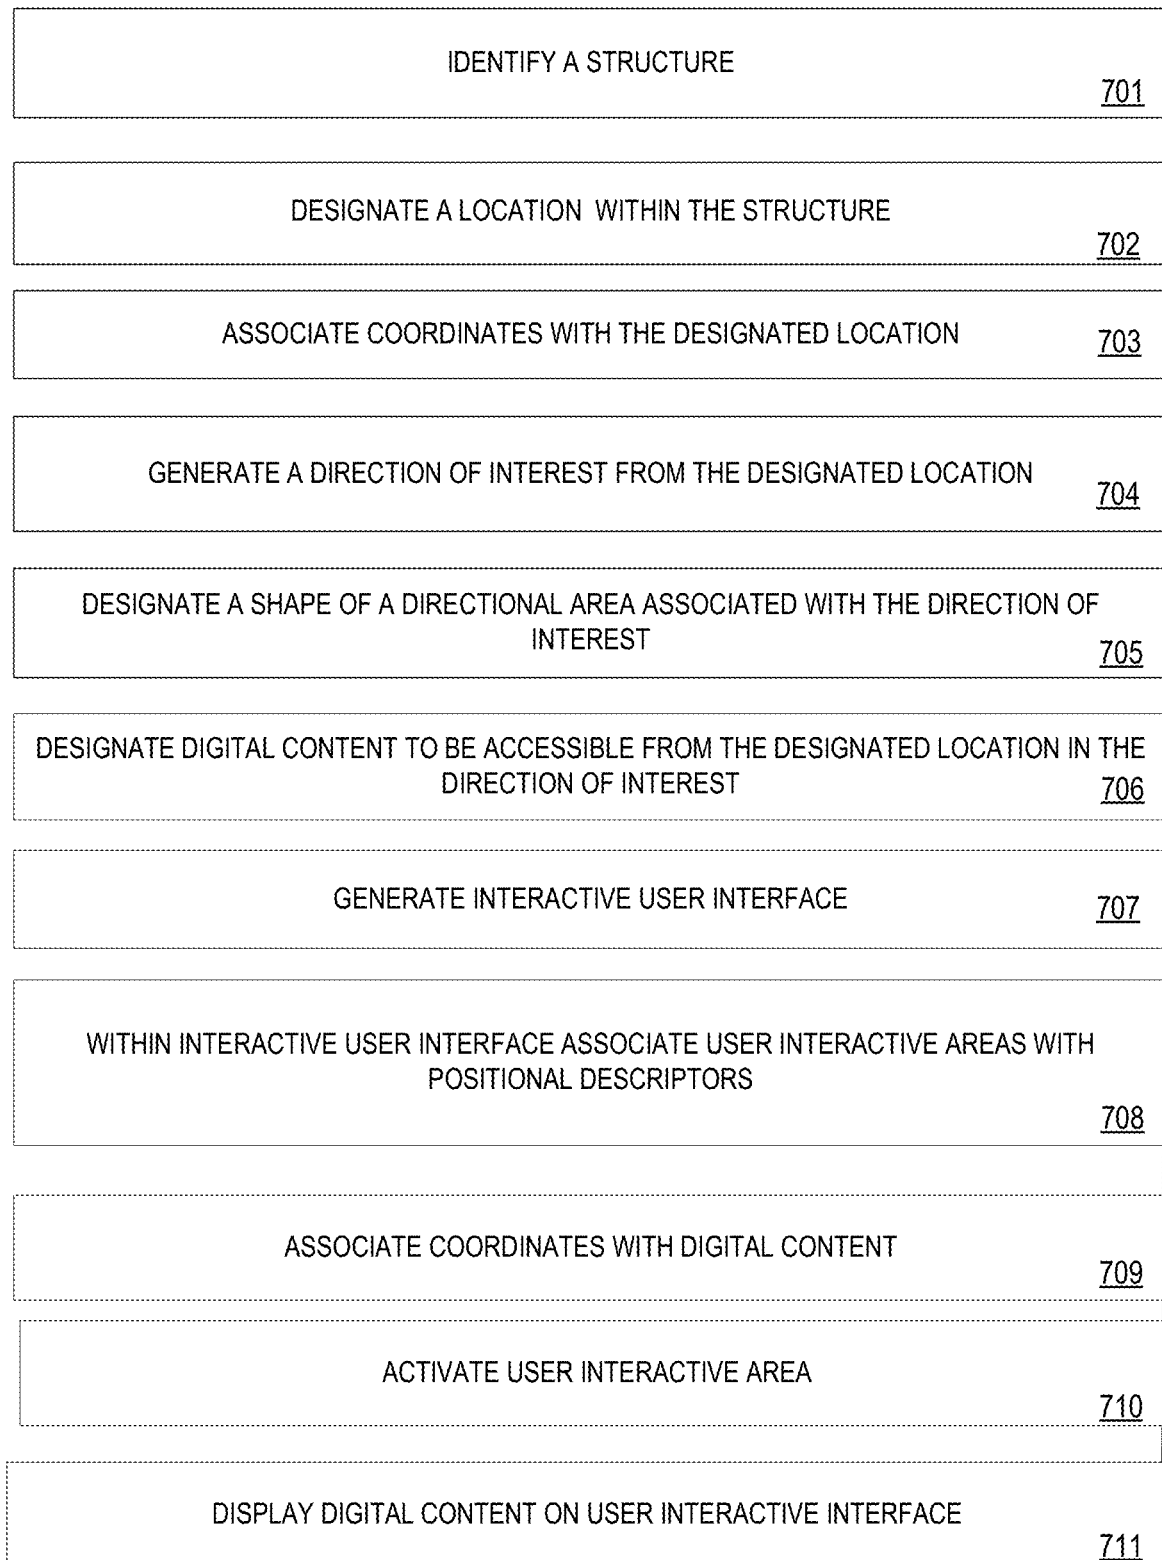 IDENTIFY A STRUCTURE
701
DESIGNATE A LOCATION WITHIN THE STRUCTURE
702
ASSOCIATE COORDINATES WITH THE DESIGNATED LOCATION
703
GENERATE A DIRECTION OF INTEREST FROM THE DESIGNATED LOCATION
704
DESIGNATE A SHAPE OF A DIRECTIONAL AREA ASSOCIATED WITH THE DIRECTION OF
INTEREST
705
DESIGNATE DIGITAL CONTENT TO BE ACCESSIBLE FROM THE DESIGNATED LOCATION IN THE
DIRECTION OF INTEREST
706
GENERATE INTERACTIVE USER INTERFACE
707
WITHIN INTERACTIVE USER INTERFACE ASSOCIATE USER INTERACTIVE AREAS WITH
POSITIONAL DESCRIPTORS
708
ASSOCIATE COORDINATES WITH DIGITAL CONTENT
709
ACTIVATE USER INTERACTIVE AREA
710
DISPLAY DIGITAL CONTENT ON USER INTERACTIVE INTERFACE
711